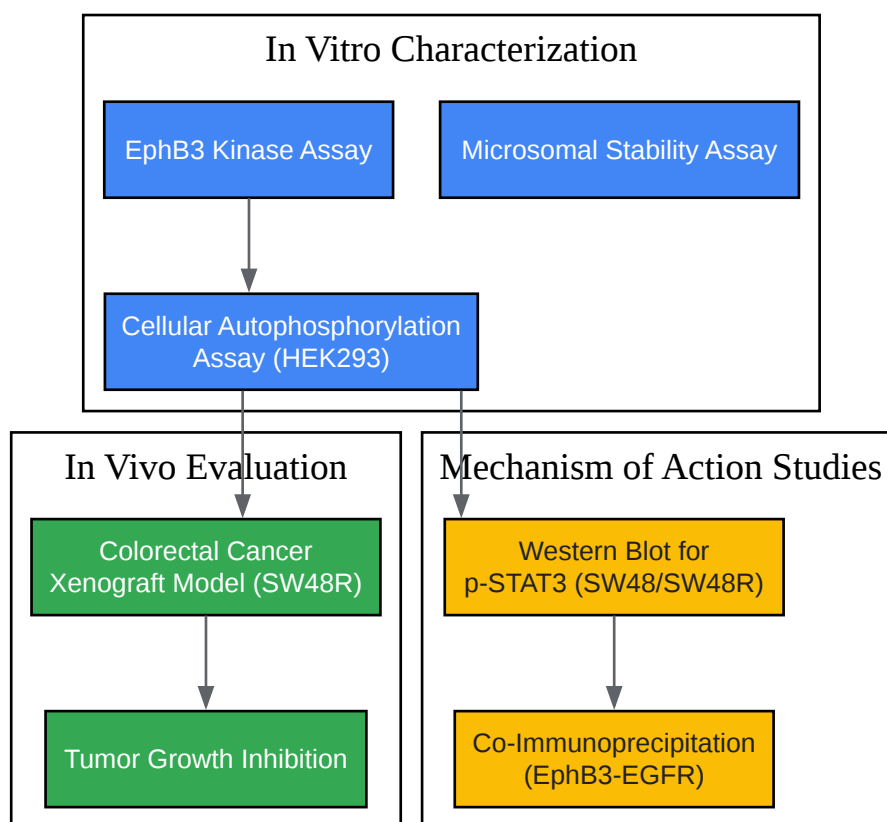 In Vitro Characterization
EphB3 Kinase Assay
Microsomal Stability Assay
Cellular Autophosphorylation
Assay (HEK293)
In Vivo Evaluation
Colorectal Cancer
Xenograft Model (SW48R)
Tumor Growth Inhibition
Mechanism of Action Studies
Western Blot for
p-STAT3 (SW48/SW48R)
Co-Immunoprecipitation
(EphB3-EGFR)